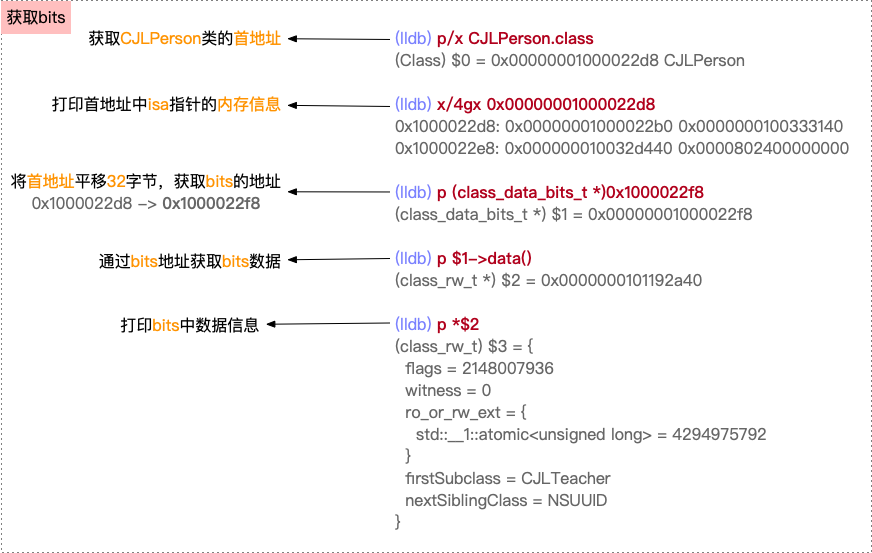 获取bits
获取CJLPerson类的首地址
(lldb) p/x CJLPerson.class
(Class) $0 = 0x00000001000022d8 CJLPerson
打印首地址中isa指针的内存信息
(lldb) x/4gx 0x00000001000022d8
0x1000022d8: 0x00000001000022b0 0x0000000100333140
0x1000022e8: 0x000000010032d440 0x0000802400000000
将首地址平移32字节，获取bits的地址
0x1000022d8 -> 0x1000022f8
(lldb) p (class_data_bits_t *)0x1000022f8
(class_data_bits_t *) $1 = 0x00000001000022f8
通过bits地址获取bits数据
(lldb) p $1->data()
(class_rw_t *) $2 = 0x0000000101192a40
打印bits中数据信息
(lldb) p *$2
(class_rw_t) $3 = {
flags = 2148007936
witness = 0
ro_or_rw_ext = {
std::__1::atomic<unsigned long> = 4294975792
}
firstSubclass = CJLTeacher
nextSiblingClass = NSUUID
}